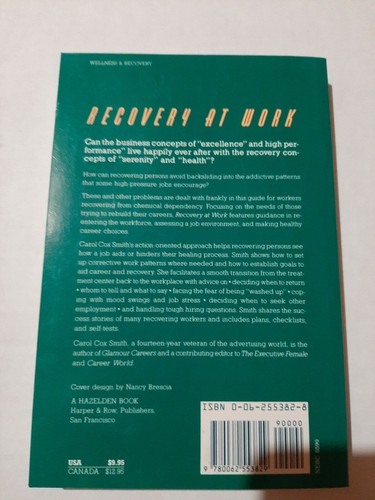 WELLNESS & RECOVERY
RECOVERY AT WORK
Can the business concepts of "excellence" and high per-
formance" live happily ever after with the recovery con-
cepts of "serenity" and "health"?
How can recovering persons avoid backsliding into the addictive patterns
that some high-pressure jobs encourage?
These and other problems are dealt with frankly in this guide for workers
recovering from chemical dependency. Focusing on the needs of those
trying to rebuild their careers, Recovery at Work features guidance in re-
entering the workforce, assessing a job environment, and making healthy
career choices.
Carol Cox Smith's action-oriented approach helps recovering persons see
how a job aids or hinders their healing process. Smith shows how to set
up corrective work patterns where needed and how to establish goals to
aid career and recovery. She facilitates a smooth transition from the treat-
ment center back to the workplace with advice on • deciding when to return
• whom to tell and what to say • facing the fear of being "washed up" • cop-
ing with mood swings and job stress • deciding when to seek other
employment • and handling tough hiring questions. Smith shares the suc-
cess stories of many recovering workers and includes plans, checklists,
and self-tests.
Carol Cox Smith, a fourteen-year veteran of the advertising world, is the
author of Glamour Careers and a contributing editor to The Executive Female
and Career World.
Cover design by Nancy Brescia
A HAZELDEN BOOK
Harper & Row, Publishers,
San Francisco
ISBN 0-06-255382-8
90000
9 780062 55382
USA $9.95
CANADA $12.95